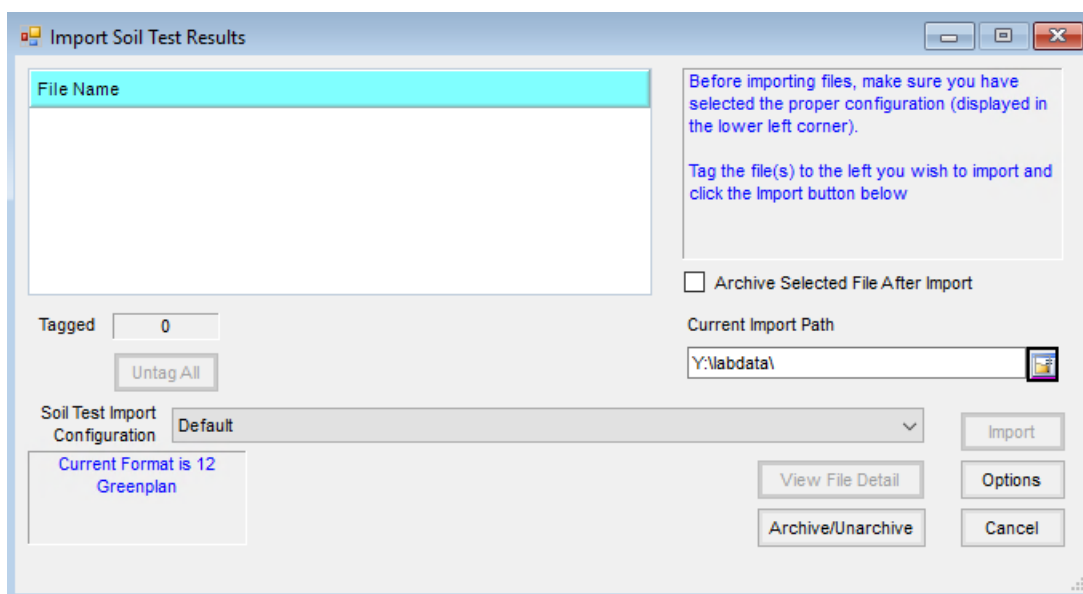 Import Soil Test Results
File Name
Before importing files, make sure you have
selected the proper configuration (displayed in
the lower left corner).
Tag the file(s) to the left you wish to import and
click the Import button below
Archive Selected File After Import
Tagged
0
Current Import Path
Untag All
Y:\labdata\
Soil Test Import
Configuration
Default
Import
Current Format is 12
Greenplan
View File Detail
Options
Archive/Unarchive
Cancel